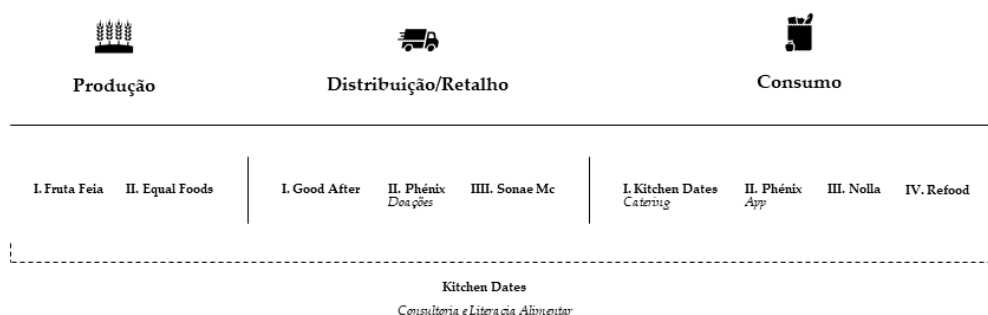 Produção
Distribuição/Retalho
Consumo
I. Fruta Feia
II. Equal Foods
I. Good After
II. Phénix
Doações
IIII. Sonae Mc
I. Kitchen Dates
Catering
II. Phénix
App
III. Nolla
IV. Refood
Kitchen Dates
Consultoria e Literacia Alimentar